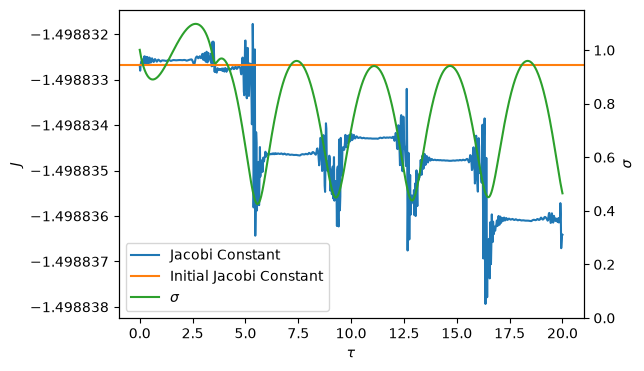 −1.498832
−1.498833
−1.498834
−1.498835
−1.498836
−1.498837
−1.498838
J
1.0
0.8
0.6
0.4
0.2
0.0
σ
Jacobi Constant
Initial Jacobi Constant
σ
0.0 2.5 5.0 7.5 10.0 12.5 15.0 17.5 20.0
τ